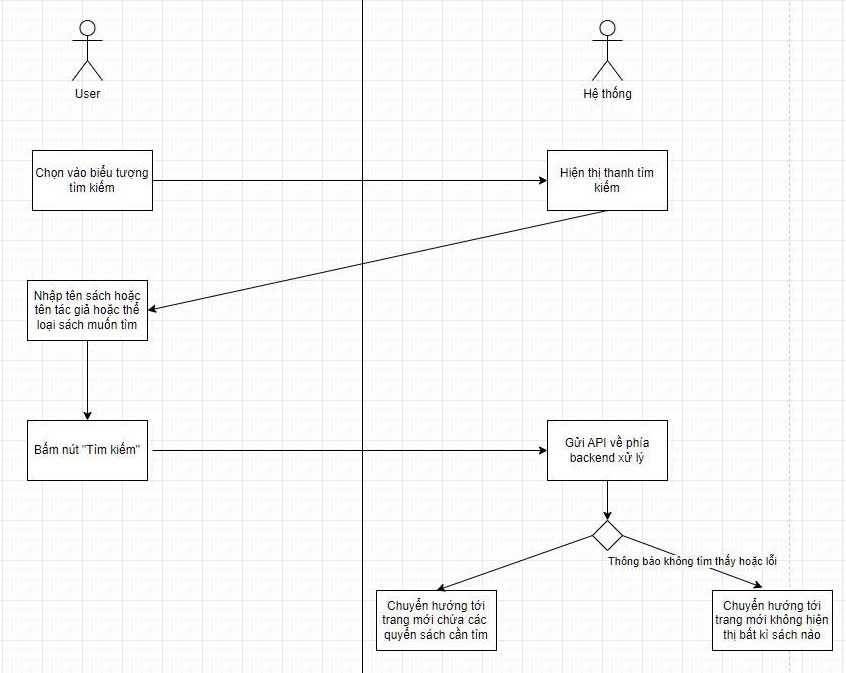 User
Hệ thống
Chọn vào biểu tượng
tìm kiếm
Hiện thị thanh tìm
kiếm
Nhập tên sách hoặc
tên tác giả hoặc thể
loại sách muốn tìm
Bấm nút "Tìm kiếm"
Gửi API về phía
backend xử lý
Thông báo không tìm thấy hoặc lỗi
Chuyển hướng tới
trang mới chứa các
quyển sách cần tìm
Chuyển hướng tới
trang mới không hiện
thị bất kì sách nào